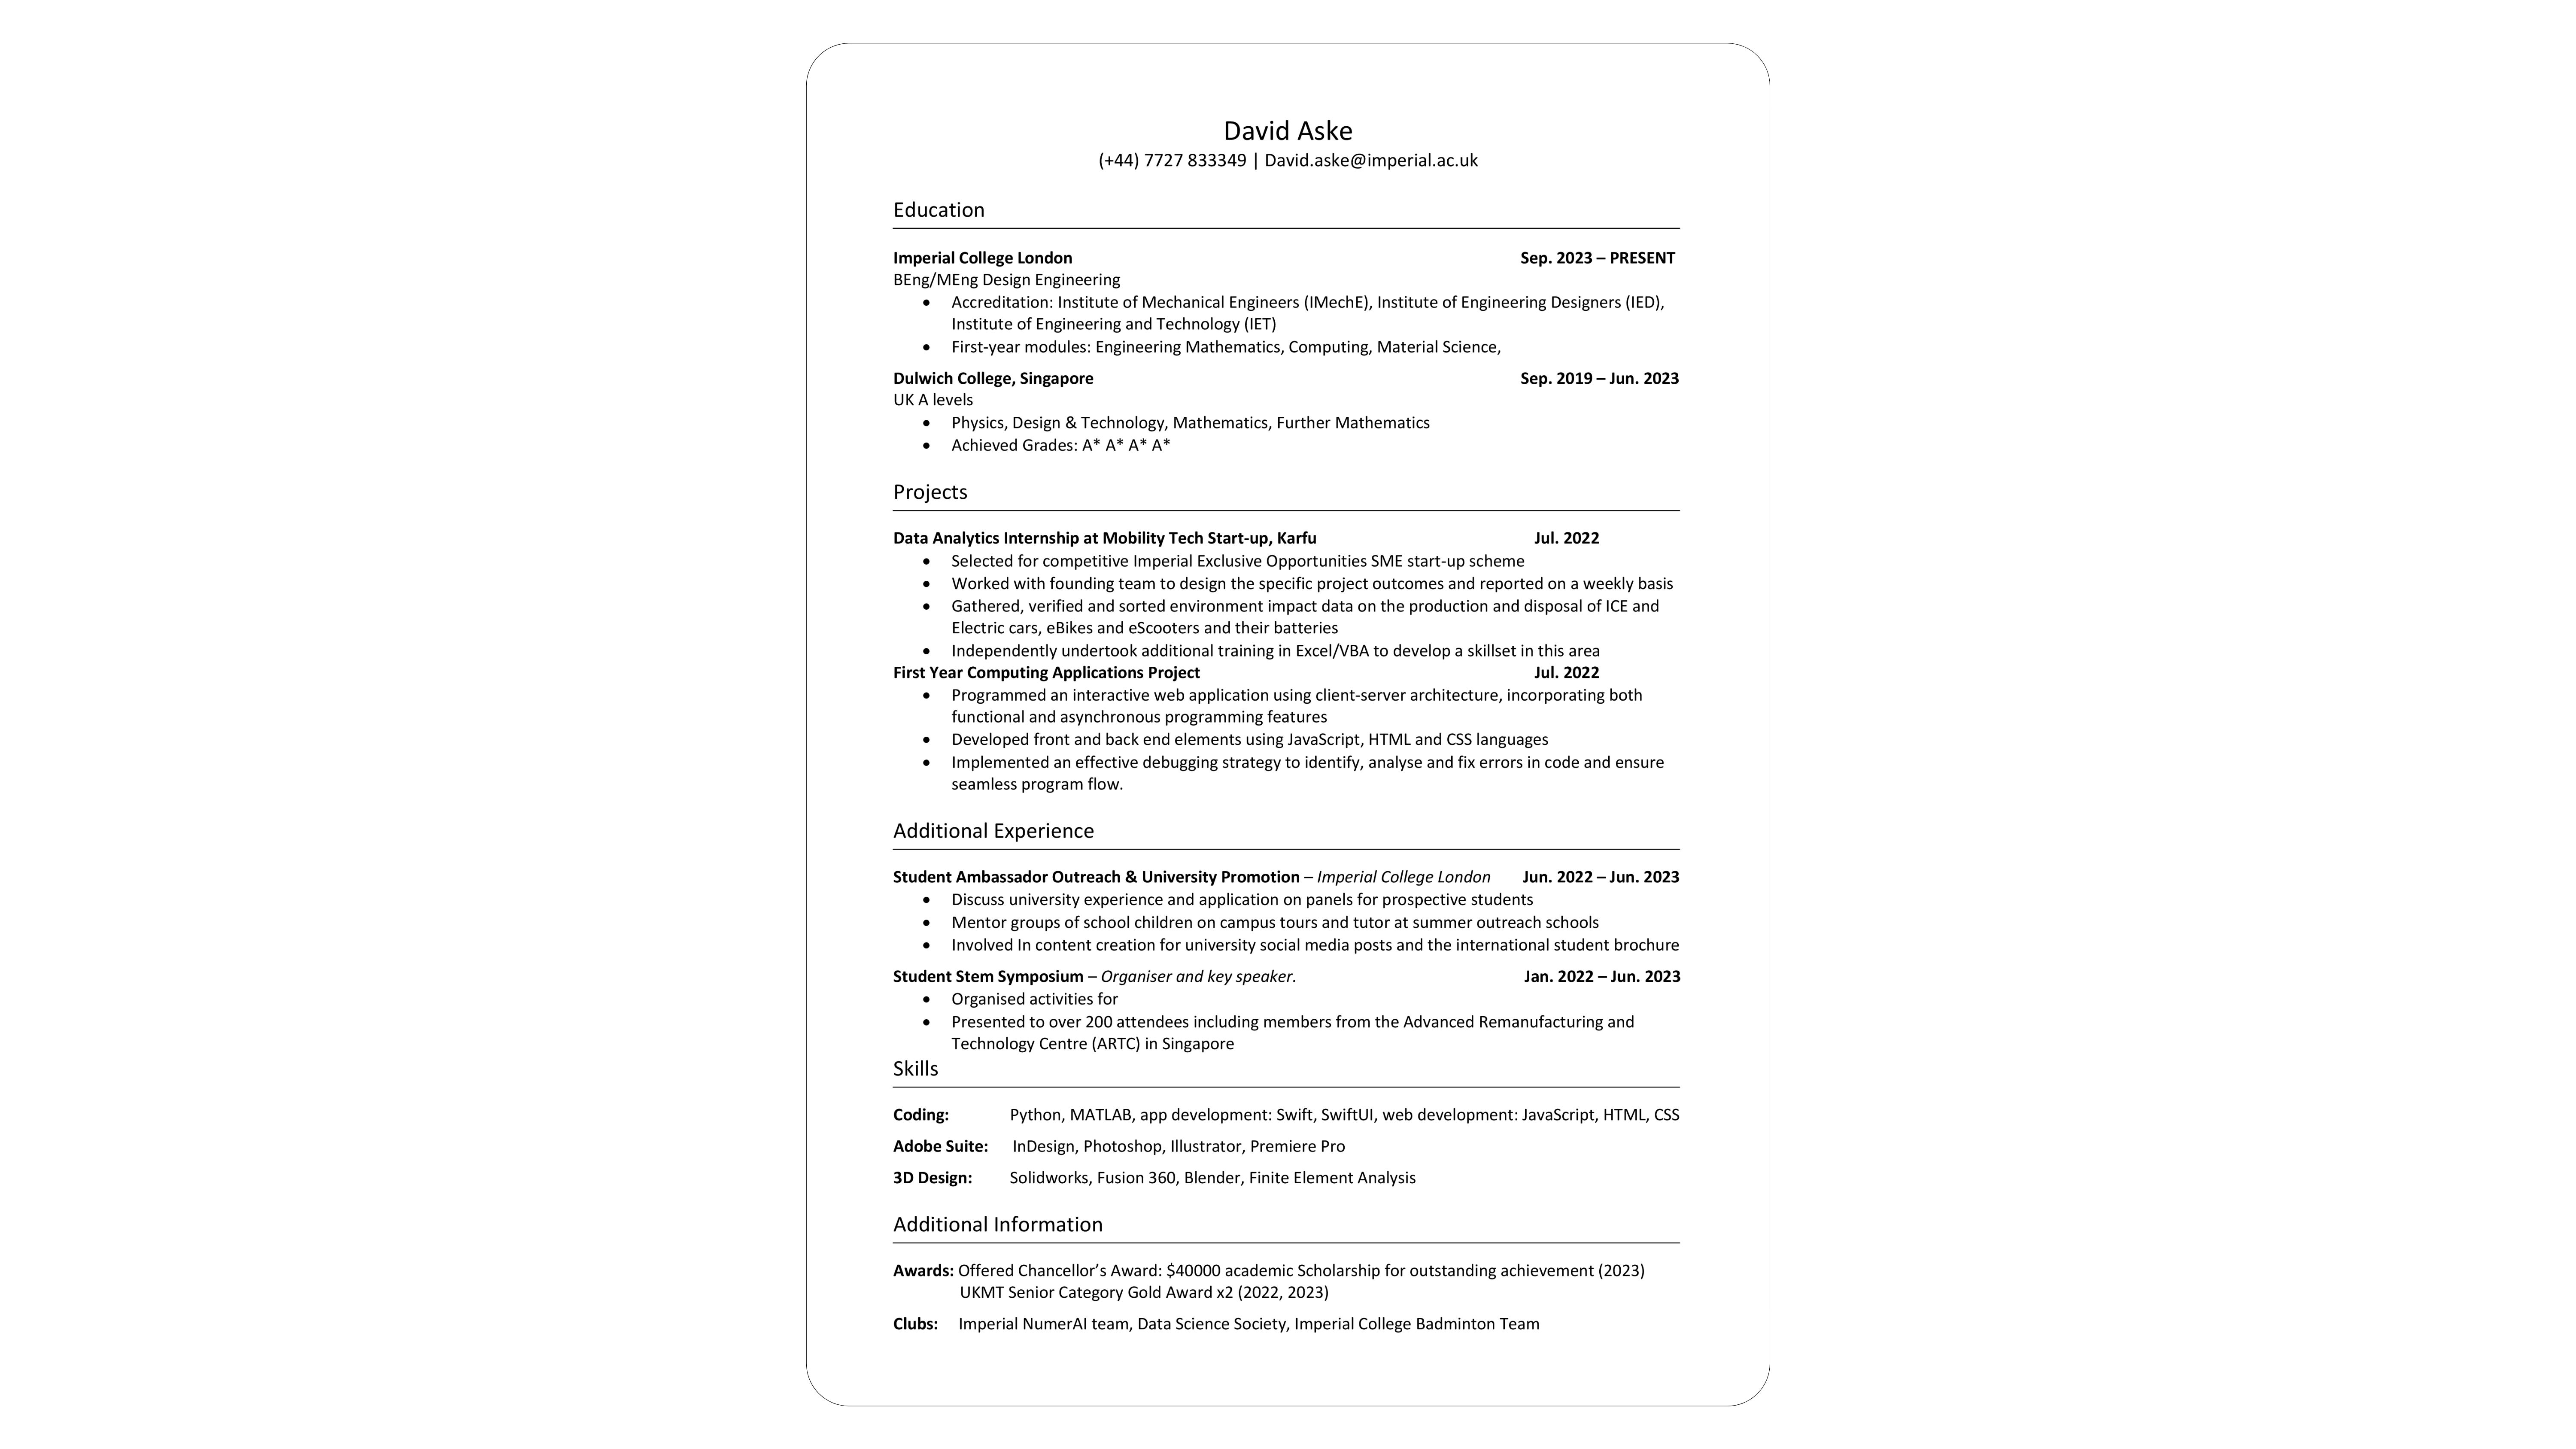 David Aske
(+44) 7727 833349 | David.aske@imperial.ac.uk
Education
Imperial College London Sep. 2023 – PRESENT
BEng/MEng Design Engineering
• Accreditation: Institute of Mechanical Engineers (IMechE), Institute of Engineering Designers (IED),
Institute of Engineering and Technology (IET)
• First-year modules: Engineering Mathematics, Computing, Material Science,
Dulwich College, Singapore Sep. 2019 – Jun. 2023
UK A levels
• Physics, Design & Technology, Mathematics, Further Mathematics
• Achieved Grades: A* A* A* A*
Projects
Data Analytics Internship at Mobility Tech Start-up, Karfu Jul. 2022
• Selected for competitive Imperial Exclusive Opportunities SME start-up scheme
• Worked with founding team to design the specific project outcomes and reported on a weekly basis
• Gathered, verified and sorted environment impact data on the production and disposal of ICE and
Electric cars, eBikes and eScooters and their batteries
• Independently undertook additional training in Excel/VBA to develop a skillset in this area
First Year Computing Applications Project Jul. 2022
• Programmed an interactive web application using client-server architecture, incorporating both
functional and asynchronous programming features
• Developed front and back end elements using JavaScript, HTML and CSS languages
• Implemented an effective debugging strategy to identify, analyse and fix errors in code and ensure
seamless program flow.
Additional Experience
Student Ambassador Outreach & University Promotion – Imperial College London Jun. 2022 – Jun. 2023
• Discuss university experience and application on panels for prospective students
• Mentor groups of school children on campus tours and tutor at summer outreach schools
• Involved In content creation for university social media posts and the international student brochure
Student Stem Symposium – Organiser and key speaker. Jan. 2022 – Jun. 2023
• Organised activities for
• Presented to over 200 attendees including members from the Advanced Remanufacturing and
Technology Centre (ARTC) in Singapore
Skills
Coding: Python, MATLAB, app development: Swift, SwiftUI, web development: JavaScript, HTML, CSS
Adobe Suite: InDesign, Photoshop, Illustrator, Premiere Pro
3D Design: Solidworks, Fusion 360, Blender, Finite Element Analysis
Additional Information
Awards: Offered Chancellor’s Award: $40000 academic Scholarship for outstanding achievement (2023)
UKMT Senior Category Gold Award x2 (2022, 2023)
Clubs: Imperial NumerAI team, Data Science Society, Imperial College Badminton Team